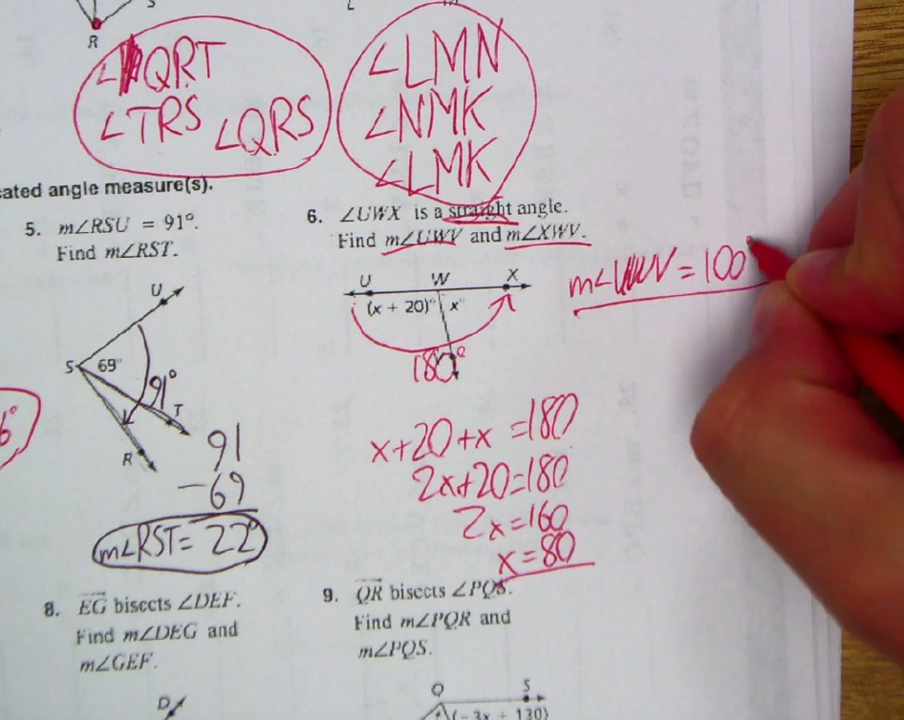 R
∠QRT
∠TRS ∠QRS
∠LMN
∠NMK
∠LMK
cated angle measure(s).
5. m∠RSU = 91°.
Find m∠RST.
U
S 69°
91°
T
R
91
-69
m∠RST = 22°
6. ∠UWX is a straight angle.
Find m∠UWV and m∠XWV.
U W X
(x + 20)° x°
180°
m∠UWV = 100°
x+20+x = 180
2x+20=180
2x=160
x=80
8. EG bisects ∠DEF.
Find m∠DEG and
m∠GEF.
D
9. QR bisects ∠PQS.
Find m∠PQR and
m∠PQS.
Q S
(-3x + 130)